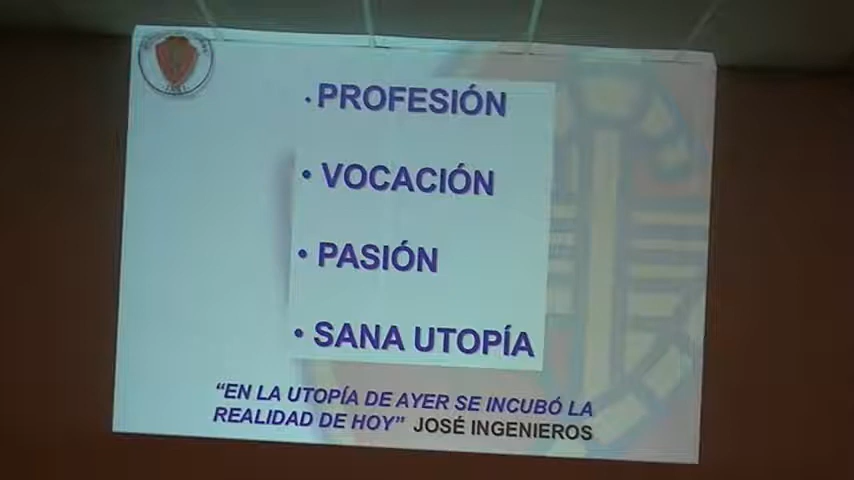 • PROFESIÓN
• VOCACIÓN
• PASIÓN
• SANA UTOPÍA
“EN LA UTOPÍA DE AYER SE INCUBÓ LA
REALIDAD DE HOY” JOSÉ INGENIEROS